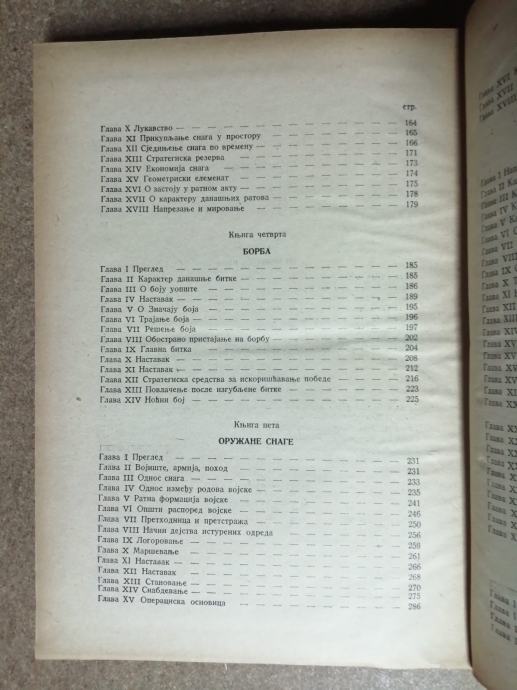 стр.
Глава X Лукавство — 164
Глава XI Прикупљање снага у простору 165
Глава XII Сједињење снага по времену 166
Глава XIII Стратегиска резерва 171
Глава XIV Економија снага 173
Глава XV Геометриски елеменат 174
Глава XVI О застоју у ратном акту 175
Глава XVII О карактеру данашњих ратова 178
Глава XVIII Напрезање и мировање 179
Књига четврта
БОРБА
Глава I Преглед 185
Глава II Карактер данашње битке 185
Глава III О боју уопште 186
Глава IV Наставак 189
Глава V О Значају боја 195
Глава VI Трајање боја 196
Глава VII Решење боја 197
Глава VIII Обострано пристајање на борбу 202
Глава IX Главна битка 204
Глава X Наставак 208
Глава XI Наставак 212
Глава XII Стратегиска средства за искоришћавање победе 216
Глава XIII Повлачење после изгубљене битке 223
Глава XIV Ноћни бој 225
Књига пета
ОРУЖАНЕ СНАГЕ
Глава I Преглед 231
Глава II Војиште, армија, поход 231
Глава III Однос снага 233
Глава IV Однос између родова војске 235
Глава V Ратна формација војске 241
Глава VI Општи распоред војске 246
Глава VII Претходница и претстража 250
Глава VIII Начин дејства истурених одреда 256
Глава IX Логоровање 258
Глава X Маршевање 261
Глава XI Наставак 266
Глава XII Наставак 268
Глава XIII Становање 270
Глава XIV Снабдевање 275
Глава XV Операциска основица 286